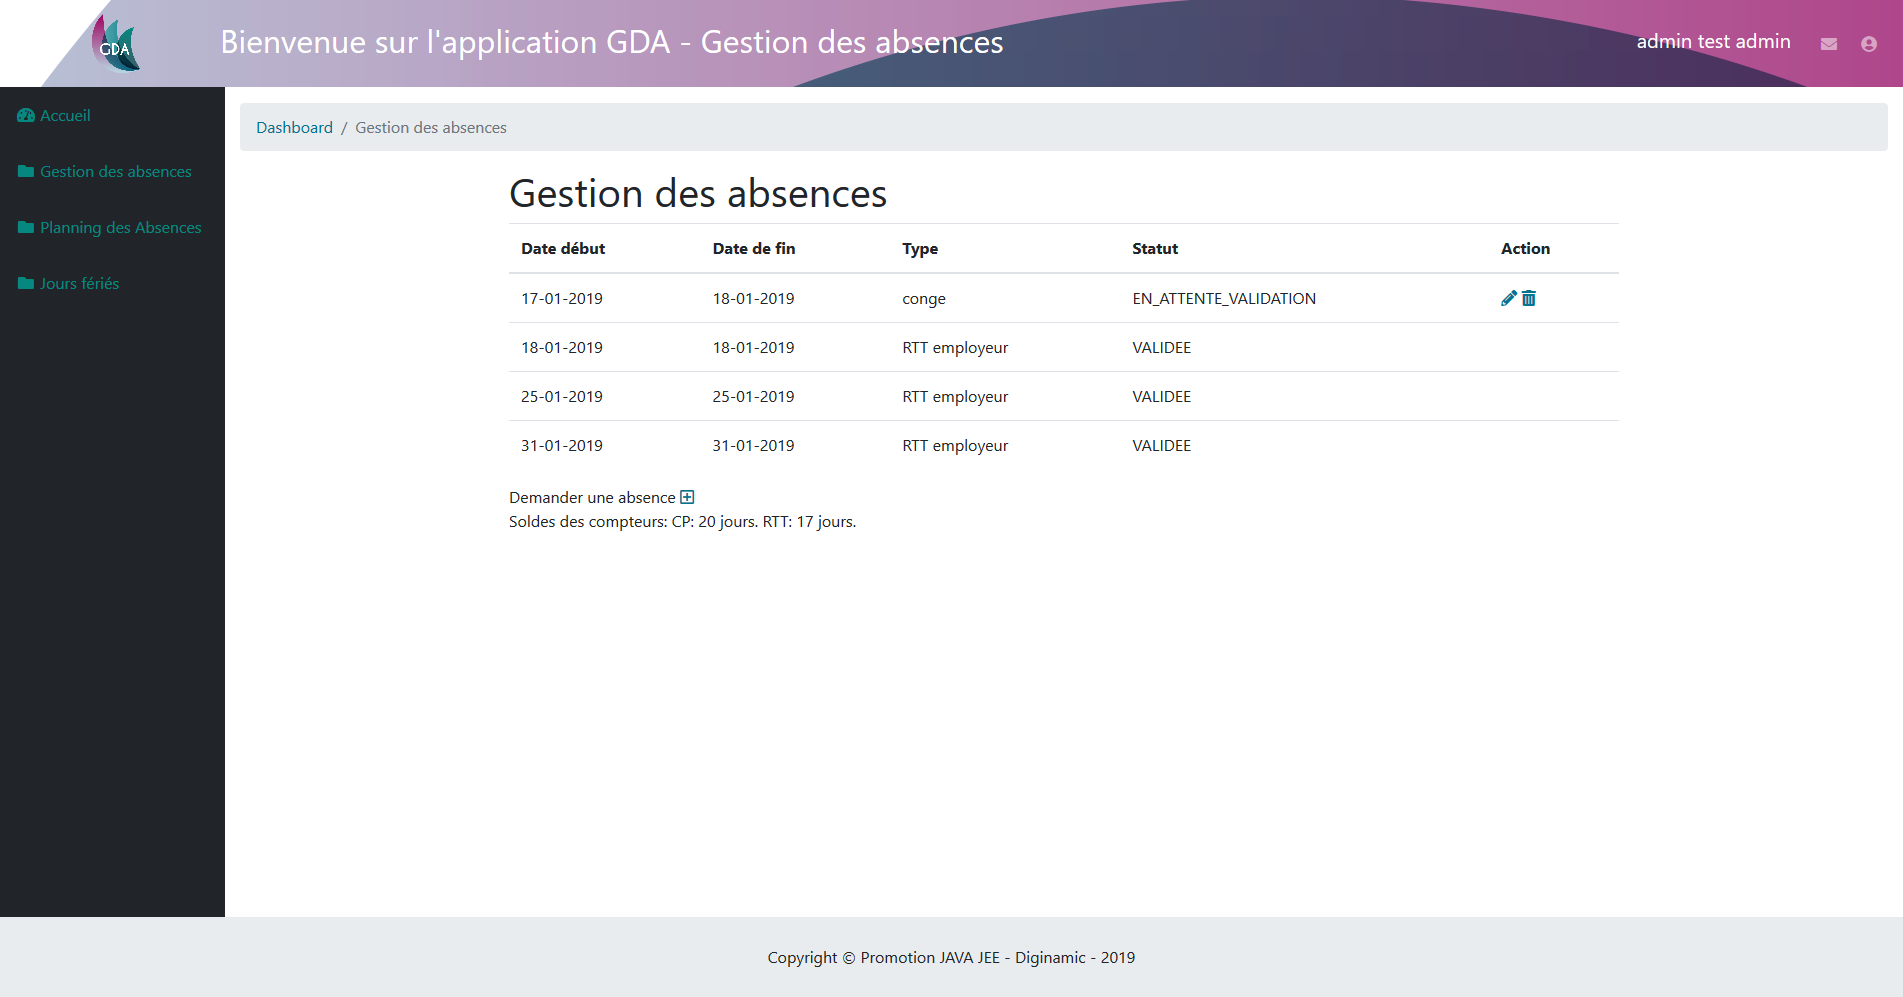 GDA
Bienvenue sur l'application GDA - Gestion des absences
admin test admin
Accueil
Gestion des absences
Planning des Absences
Jours fériés
Dashboard / Gestion des absences
Gestion des absences
Date début Date de fin Type Statut Action
17-01-2019 18-01-2019 conge EN_ATTENTE_VALIDATION
18-01-2019 18-01-2019 RTT employeur VALIDEE
25-01-2019 25-01-2019 RTT employeur VALIDEE
31-01-2019 31-01-2019 RTT employeur VALIDEE
Demander une absence
Soldes des compteurs: CP: 20 jours. RTT: 17 jours.
Copyright © Promotion JAVA JEE - Diginamic - 2019